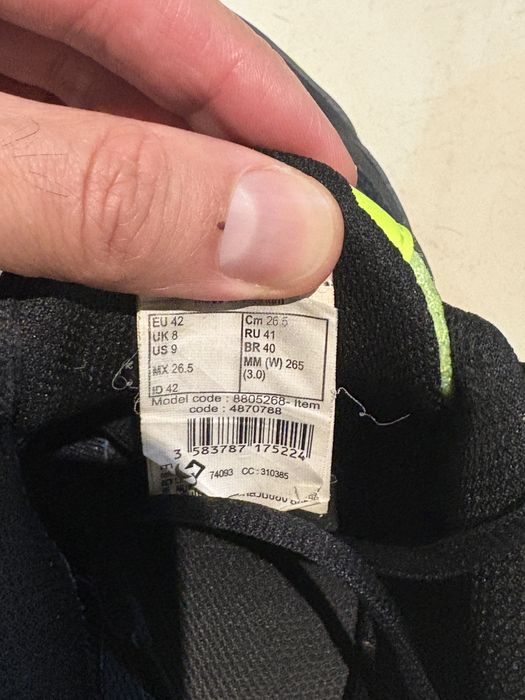 EU 42 Cm 26.5
UK 8 RU 41
US 9 BR 40
MX 26.5 MM (W) 265
ID 42 (3.0)
Model code : 8805268- Item
code : 4870788
3 583787 175224
74093 CC: 310385